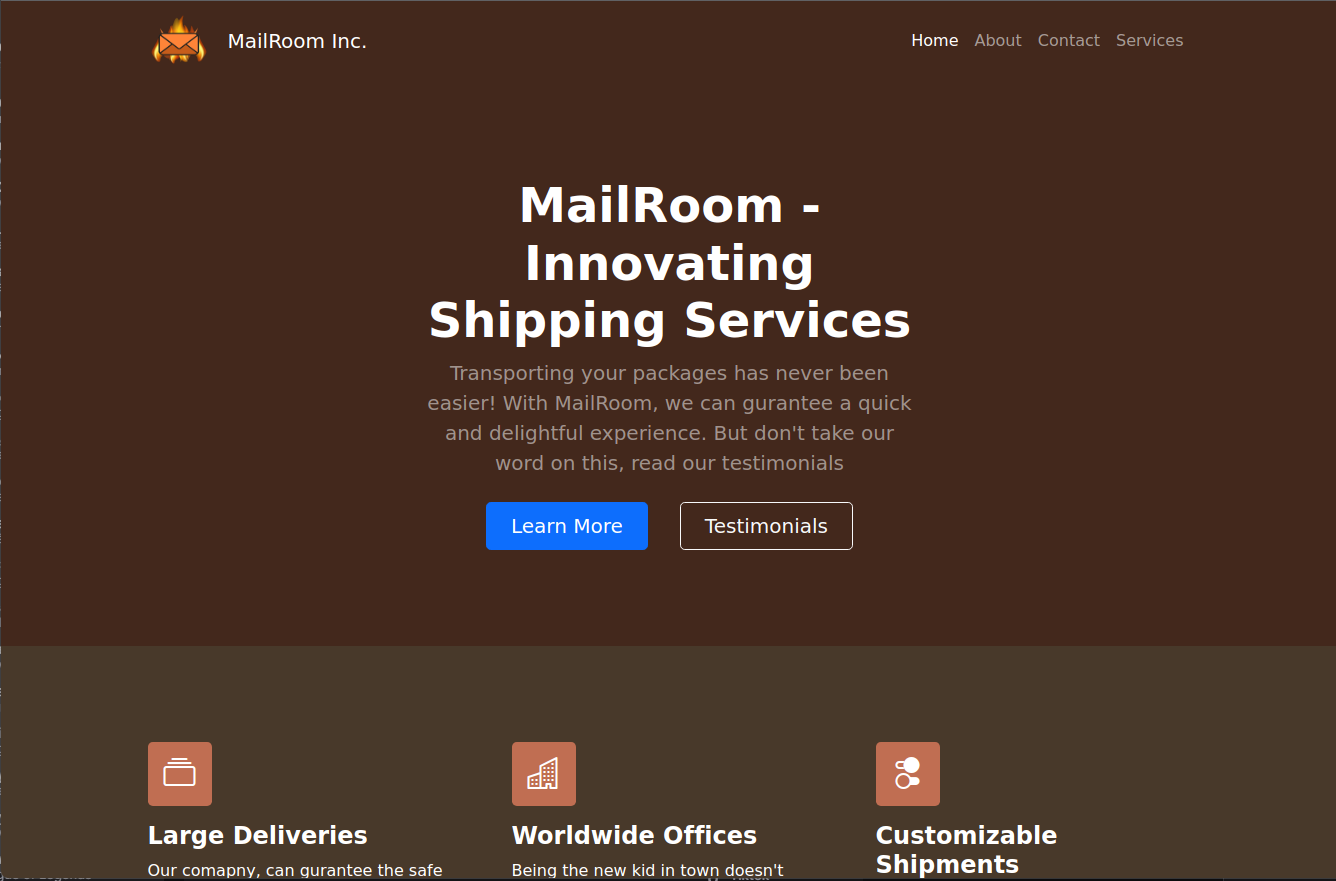 MailRoom Inc.
Home About Contact Services
MailRoom -
Innovating
Shipping Services
Transporting your packages has never been
easier! With MailRoom, we can gurantee a quick
and delightful experience. But don't take our
word on this, read our testimonials
Learn More Testimonials
Large Deliveries
Worldwide Offices
Customizable
Shipments
Our comapny, can gurantee the safe
Being the new kid in town doesn't